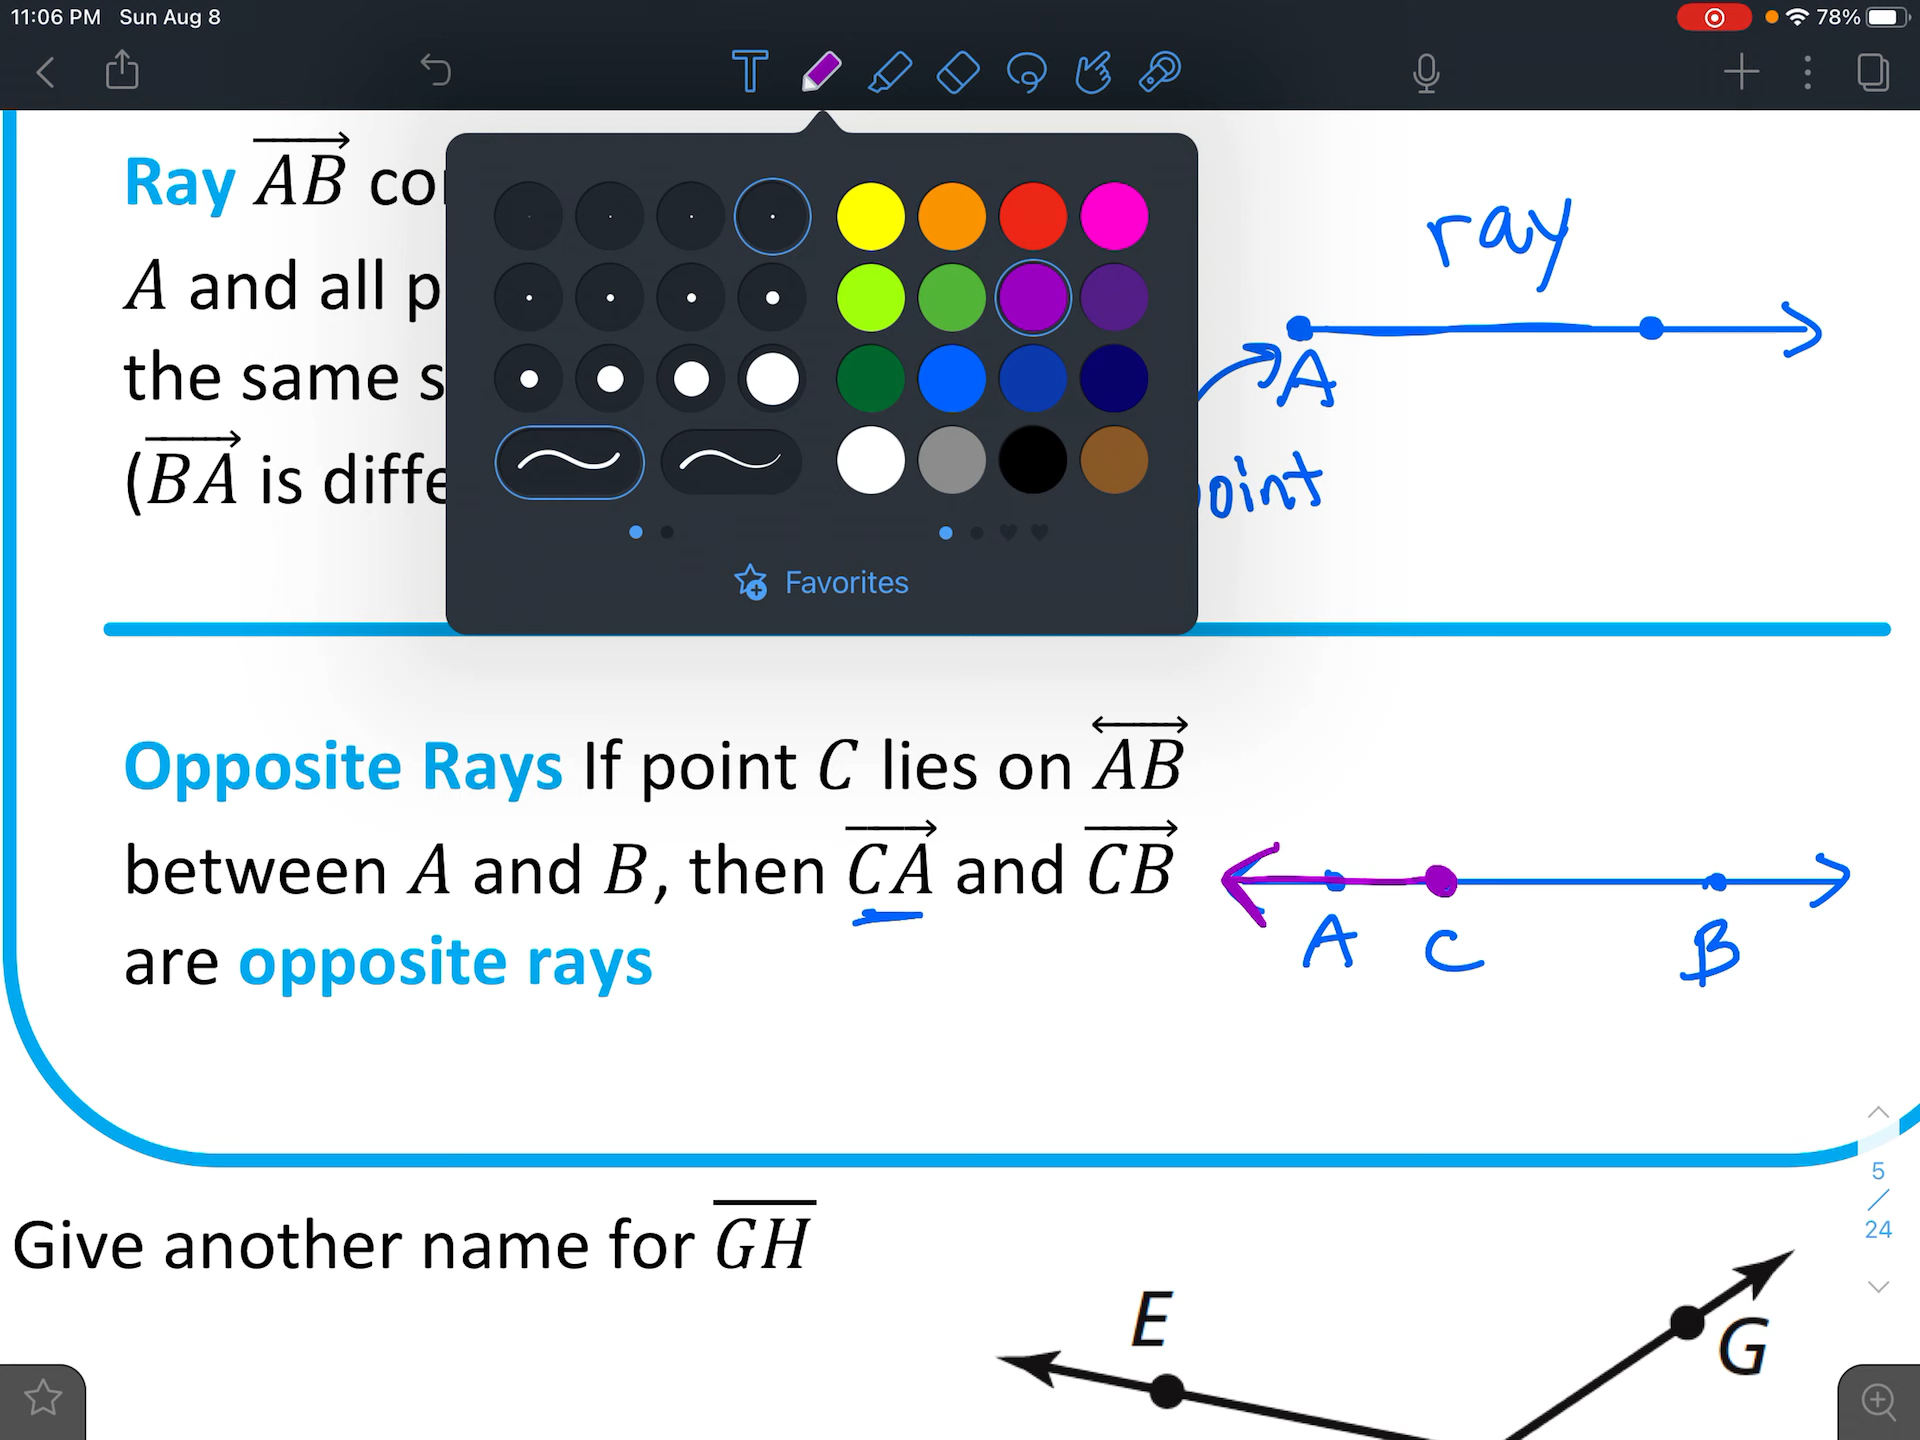 11:06 PM Sun Aug 8
78%
T
Ray AB
A and all p
the same s
(BA is diffe
ray
A
oint
Favorites
Opposite Rays If point C lies on AB
between A and B, then CA and CB
are opposite rays
A C B
5
/
24
Give another name for GH
E
G